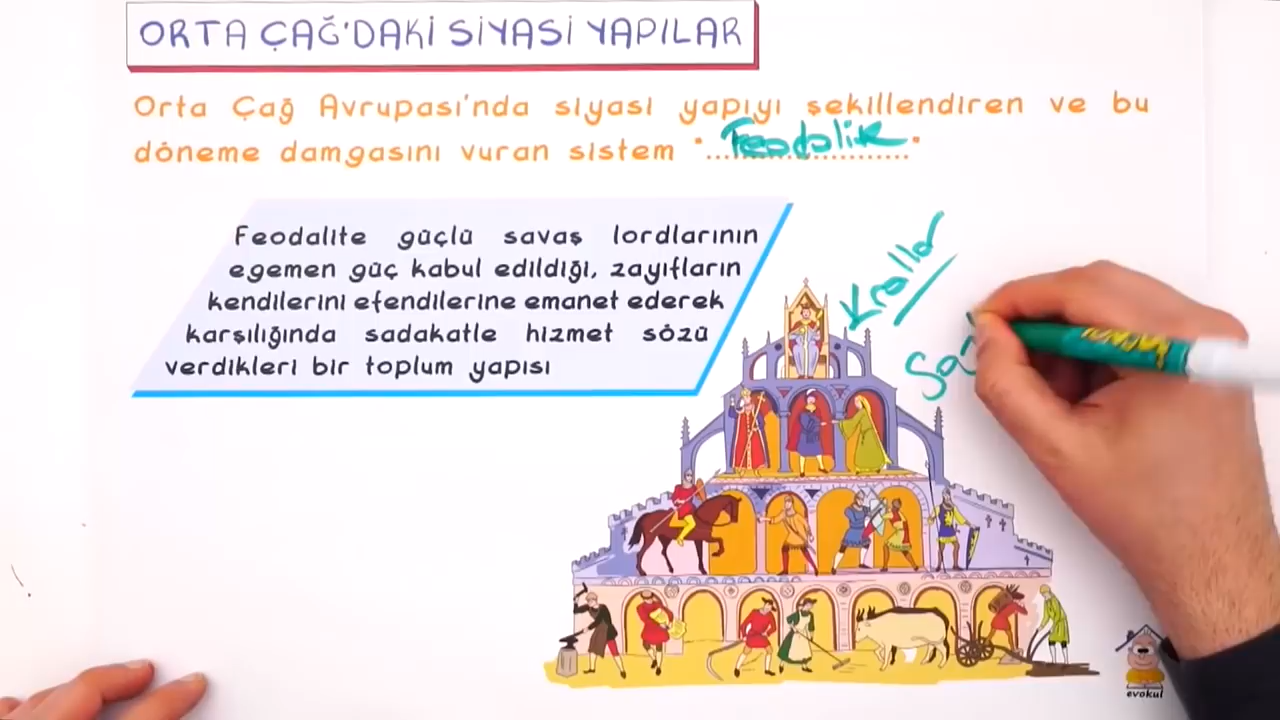 ORTA ÇAĞ'DAKİ SİYASİ YAPILAR
Orta Çağ Avrupası'nda siyasi yapıyı şekillendiren ve bu
döneme damgasını vuran sistem "Feodalite"
Feodalite güçlü savaş lordlarının
egemen güç kabul edildiği, zayıfların
kendilerini efendilerine emanet ederek
karşılığında sadakatle hizmet sözü
verdikleri bir toplum yapısı
Krallar
evokul